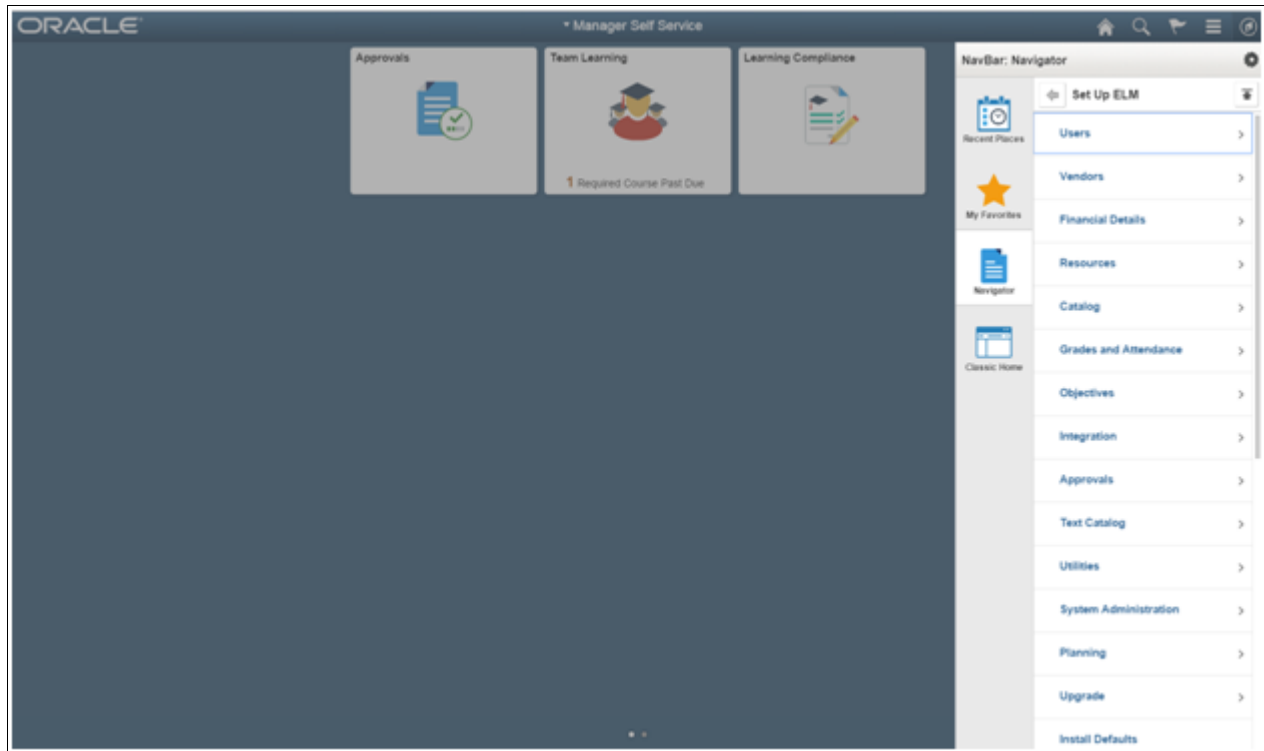 ORACLE
Manager Self Service
Approvals
Team Learning
1 Required Course Past Due
Learning Compliance
NavBar: Navigator
Recent Places
My Favorites
Navigator
Classic Home
Set Up ELM
Users
Vendors
Financial Details
Resources
Catalog
Grades and Attendance
Objectives
Integration
Approvals
Text Catalog
Utilities
System Administration
Planning
Upgrade
Install Defaults